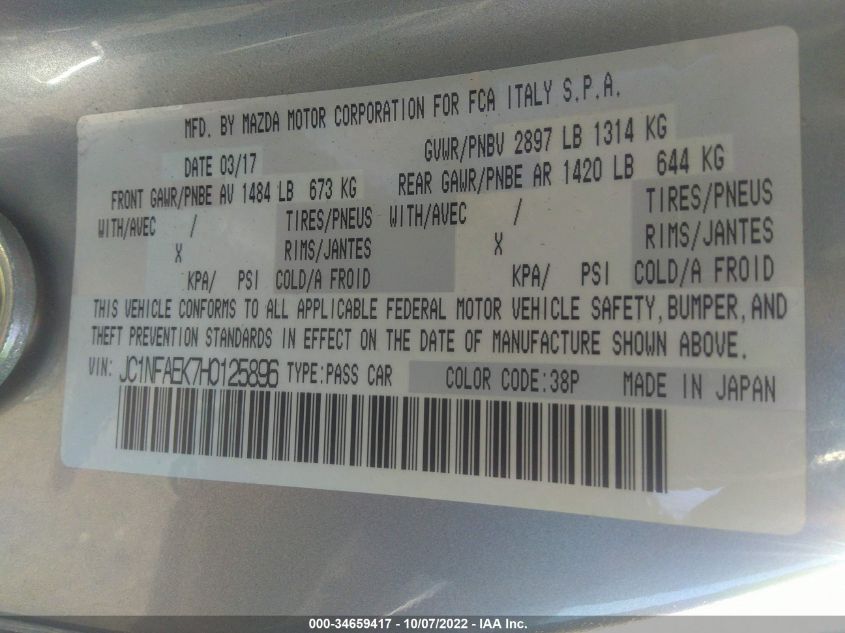 MFD. BY MAZDA MOTOR CORPORATION FOR FCA ITALY S.P.A.
DATE 03/17 GVWR/PNBV 2897 LB 1314 KG
FRONT GAWR/PNBE AV 1484 LB 673 KG REAR GAWR/PNBE AR 1420 LB 644 KG
WITH/AVEC / TIRES/PNEUS WITH/AVEC / TIRES/PNEUS
X RIMS/JANTES X RIMS/JANTES
KPA/ PSI COLD/A FROID KPA/ PSI COLD/A FROID
THIS VEHICLE CONFORMS TO ALL APPLICABLE FEDERAL MOTOR VEHICLE SAFETY, BUMPER, AND
THEFT PREVENTION STANDARDS IN EFFECT ON THE DATE OF MANUFACTURE SHOWN ABOVE.
VIN: JC1NFAEK7H0125896 TYPE:PASS CAR COLOR CODE:38P MADE IN JAPAN
000-34659417 - 10/07/2022 - IAA Inc.